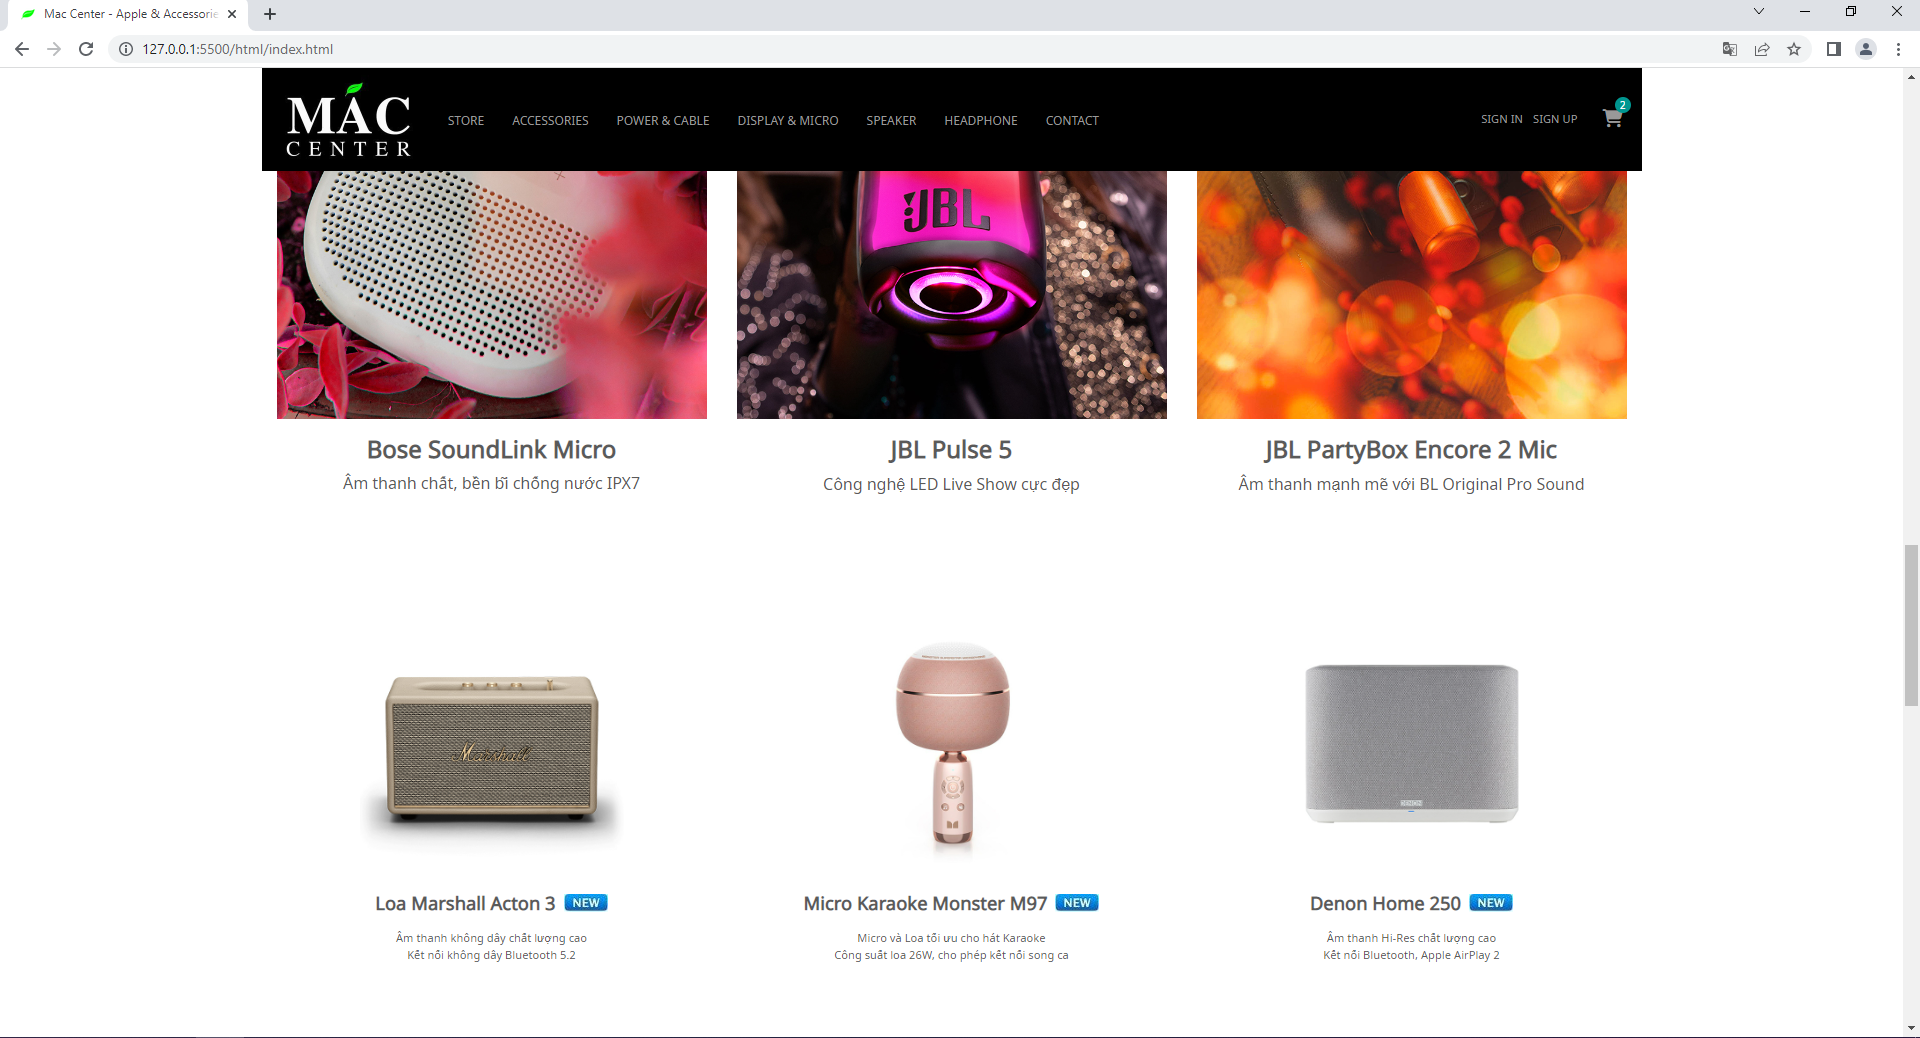 Mac Center - Apple & Accessorie
127.0.0.1:5500/html/index.html
MAC
CENTER
STORE
ACCESSORIES
POWER & CABLE
DISPLAY & MICRO
SPEAKER
HEADPHONE
CONTACT
SIGN IN
SIGN UP
2
JBL
Bose SoundLink Micro
Âm thanh chất, bền bỉ chống nước IPX7
JBL Pulse 5
Công nghệ LED Live Show cực đẹp
JBL PartyBox Encore 2 Mic
Âm thanh mạnh mẽ với BL Original Pro Sound
Marshall
DENON
Loa Marshall Acton 3 NEW
Âm thanh không dây chất lượng cao
Kết nối không dây Bluetooth 5.2
Micro Karaoke Monster M97 NEW
Micro và Loa tối ưu cho hát Karaoke
Công suất loa 26W, cho phép kết nối song ca
Denon Home 250 NEW
Âm thanh Hi-Res chất lượng cao
Kết nối Bluetooth, Apple AirPlay 2